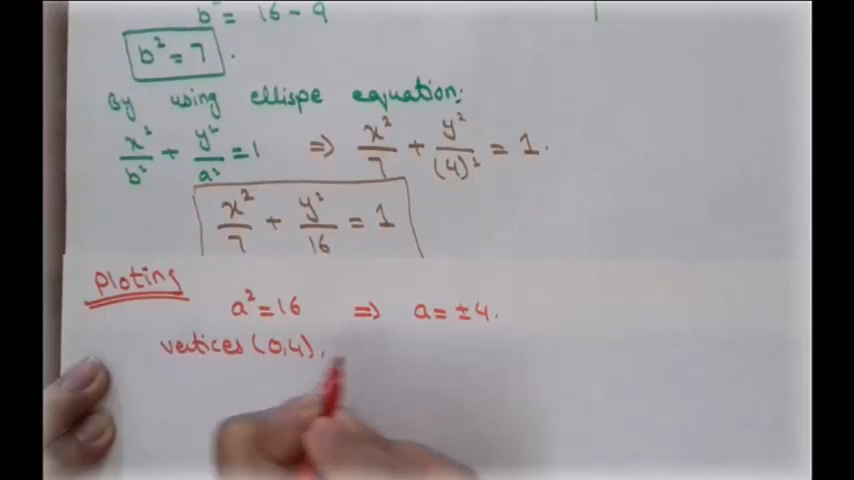 b² = 16 - 9
b² = 7.
By using ellispe equation:
x²/b² + y²/a² = 1 ⇒ x²/7 + y²/(4)² = 1.
x²/7 + y²/16 = 1
Ploting
a² = 16 ⇒ a = ±4.
vertices (0,4),